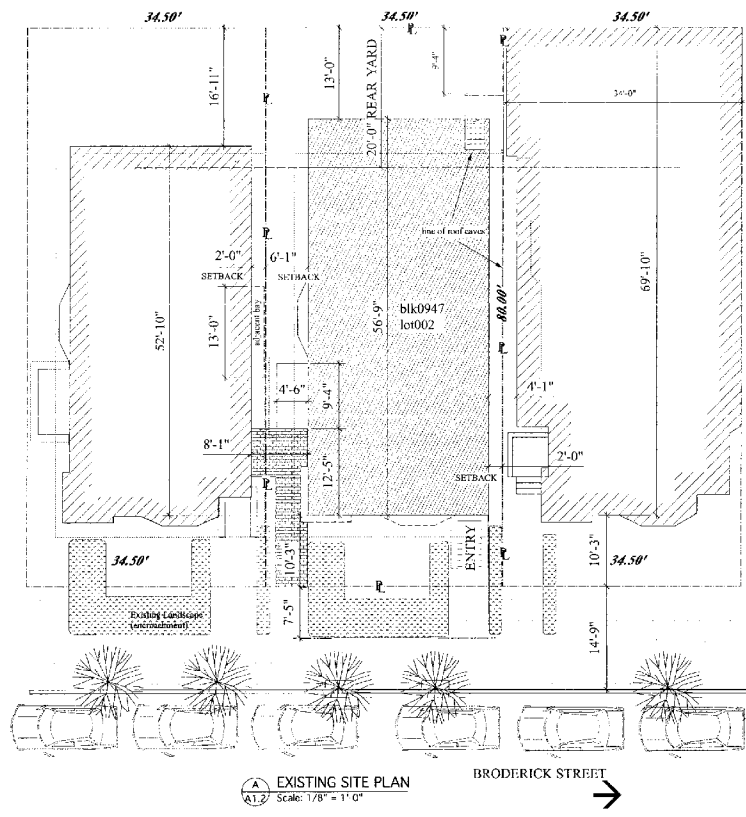 34.50'
34.50'
34.50'
16'-11"
13'-0"
20'-0" REAR YARD
9'-4"
34'-0"
line of roof eaves
2'-0"
6'-1"
SETBACK
SETBACK
adjacent bay
13'-0"
52'-10"
56'-9"
blk0947
lot002
80.00'
69'-10"
4'-6"
9'-4"
4'-1"
8'-1"
12'-5"
2'-0"
SETBACK
34.50'
10'-3"
ENTRY
10'-3"
34.50'
Existing Landscape
(encroachment)
7'-5"
14'-9"
A
A1.2
EXISTING SITE PLAN
Scale: 1/8" = 1' 0"
BRODERICK STREET